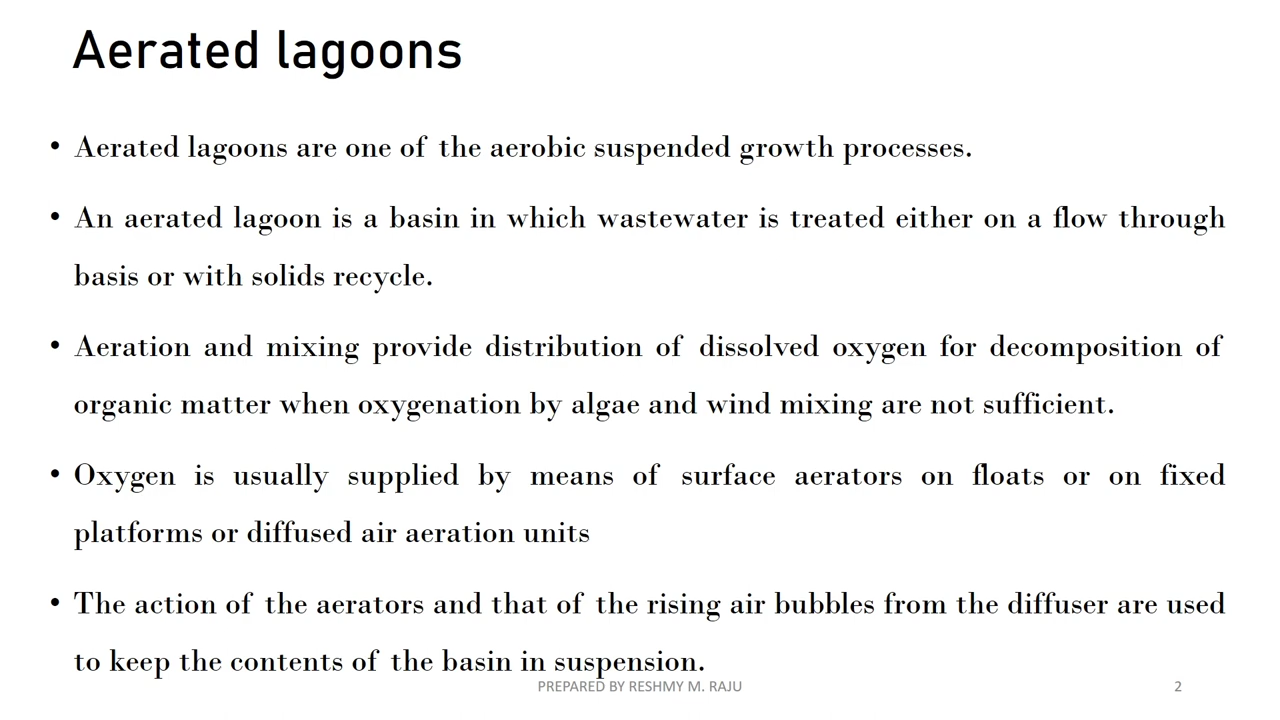 Aerated lagoons
• Aerated lagoons are one of the aerobic suspended growth processes.
• An aerated lagoon is a basin in which wastewater is treated either on a flow through
basis or with solids recycle.
• Aeration and mixing provide distribution of dissolved oxygen for decomposition of
organic matter when oxygenation by algae and wind mixing are not sufficient.
• Oxygen is usually supplied by means of surface aerators on floats or on fixed
platforms or diffused air aeration units
• The action of the aerators and that of the rising air bubbles from the diffuser are used
to keep the contents of the basin in suspension.
PREPARED BY RESHMY M. RAJU 2